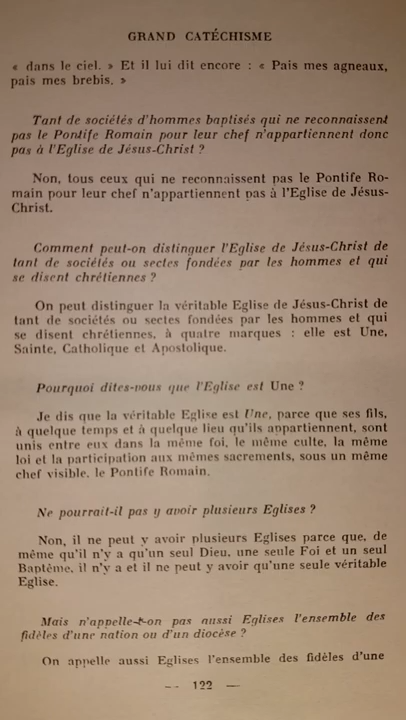 GRAND CATÉCHISME
« dans le ciel. » Et il lui dit encore : « Pais mes agneaux,
pais mes brebis. »
Tant de sociétés d'hommes baptisés qui ne reconnaissent
pas le Pontife Romain pour leur chef n'appartiennent donc
pas à l'Eglise de Jésus-Christ ?
Non, tous ceux qui ne reconnaissent pas le Pontife Ro-
main pour leur chef n'appartiennent pas à l'Eglise de Jésus-
Christ.
Comment peut-on distinguer l'Eglise de Jésus-Christ de
tant de sociétés ou sectes fondées par les hommes et qui
se disent chrétiennes ?
On peut distinguer la véritable Eglise de Jésus-Christ de
tant de sociétés ou sectes fondées par les hommes et qui
se disent chrétiennes, à quatre marques : elle est Une,
Sainte, Catholique et Apostolique.
Pourquoi dites-vous que l'Eglise est Une ?
Je dis que la véritable Eglise est Une, parce que ses fils,
à quelque temps et à quelque lieu qu'ils appartiennent, sont
unis entre eux dans la même foi, le même culte, la même
loi et la participation aux mêmes sacrements, sous un même
chef visible, le Pontife Romain.
Ne pourrait-il pas y avoir plusieurs Eglises ?
Non, il ne peut y avoir plusieurs Eglises parce que, de
même qu'il n'y a qu'un seul Dieu, une seule Foi et un seul
Baptême, il n'y a et il ne peut y avoir qu'une seule véritable
Eglise.
Mais n'appelle-t-on pas aussi Eglises l'ensemble des
fidèles d'une nation ou d'un diocèse ?
On appelle aussi Eglises l'ensemble des fidèles d'une
-- 122 —